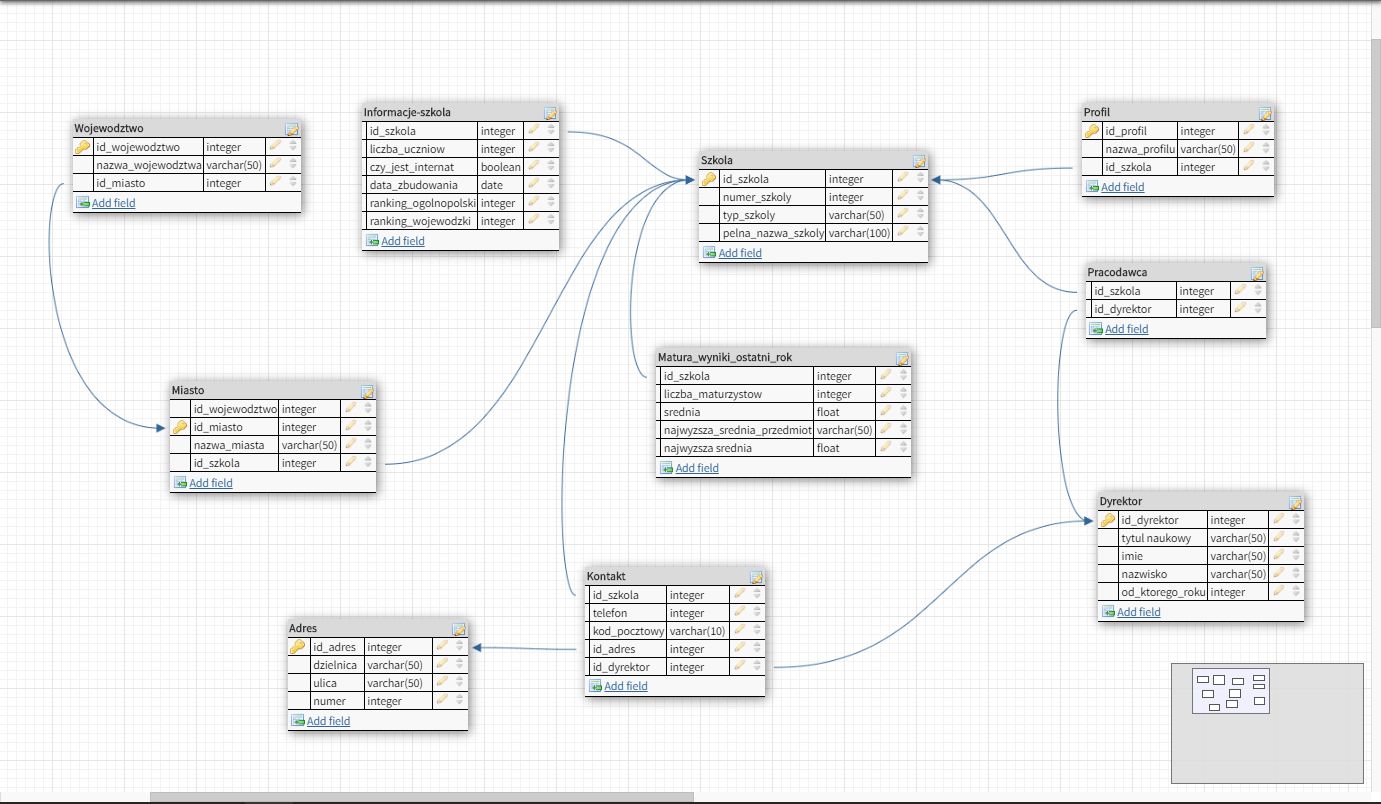 Wojewodztwo
id_wojewodztwo integer
nazwa_wojewodztwa varchar(50)
id_miasto integer
Add field
Informacje-szkola
id_szkola integer
liczba_uczniow integer
czy_jest_internat boolean
data_zbudowania date
ranking_ogolnopolski integer
ranking_wojewodzki integer
Add field
Szkola
id_szkola integer
numer_szkoly integer
typ_szkoly varchar(50)
pelna_nazwa_szkoly varchar(100)
Add field
Profil
id_profil integer
nazwa_profilu varchar(50)
id_szkola integer
Add field
Pracodawca
id_szkola integer
id_dyrektor integer
Add field
Miasto
id_wojewodztwo integer
id_miasto integer
nazwa_miasta varchar(50)
id_szkola integer
Add field
Matura_wyniki_ostatni_rok
id_szkola integer
liczba_maturzystow integer
srednia float
najwyzsza_srednia_przedmiot varchar(50)
najwyzsza srednia float
Add field
Dyrektor
id_dyrektor integer
tytul naukowy varchar(50)
imie varchar(50)
nazwisko varchar(50)
od_ktorego_roku integer
Add field
Kontakt
id_szkola integer
telefon integer
kod_pocztowy varchar(10)
id_adres integer
id_dyrektor integer
Add field
Adres
id_adres integer
dzielnica varchar(50)
ulica varchar(50)
numer integer
Add field